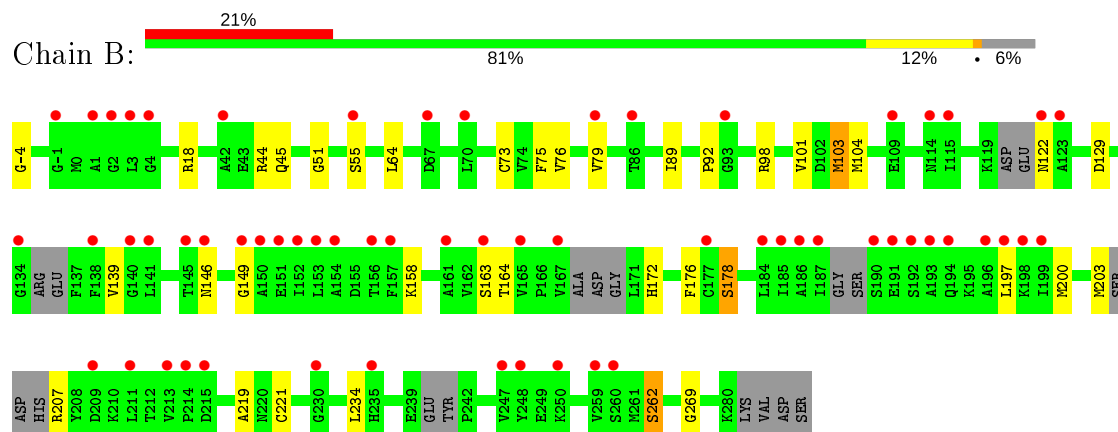 21%
Chain B:
81% 12% • 6%
G-4 G-1 M0 A1 G2 L3 G4 R18 A42 E43 R44 Q45 G51 S55 L64 D67 L70 C73 V74 F75 V76 V79 T86 I89 P92 G93 R98 V101 D102 M103 M104 E109 N114 I115 K119 ASP GLU N122 A123 D129
G134 ARG GLU F137 F138 V139 G140 L141 T145 N146 G149 A150 E151 I152 L153 A154 D155 T156 F157 K158 A161 V162 S163 T164 V165 P166 V167 ALA ASP GLY L171 H172 F176 C177 S178 L184 I185 A186 I187 GLY SER S190 E191 S192 A193 Q194 K195 A196 L197 K198 I199 M200 M203 SER
ASP HIS R207 Y208 D209 K210 L211 T212 V213 P214 D215 A219 N220 C221 G230 L234 H235 E239 GLU TYR P242 V247 Y248 E249 K250 V259 S260 M261 S262 G269 K280 LYS VAL ASP SER